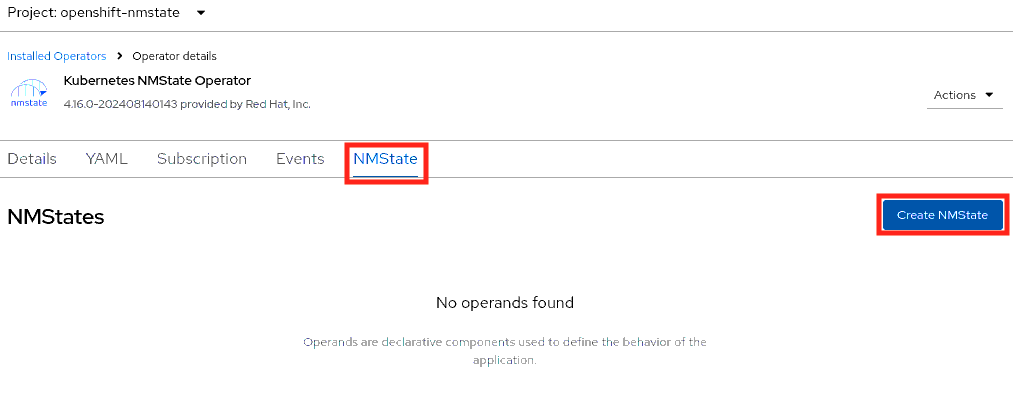 Project: openshift-nmstate
Installed Operators > Operator details
Kubernetes NMState Operator
nmstate
4.16.0-202408140143 provided by Red Hat, Inc.
Actions
Details YAML Subscription Events NMState
NMStates
Create NMState
No operands found
Operands are declarative components used to define the behavior of the
application.